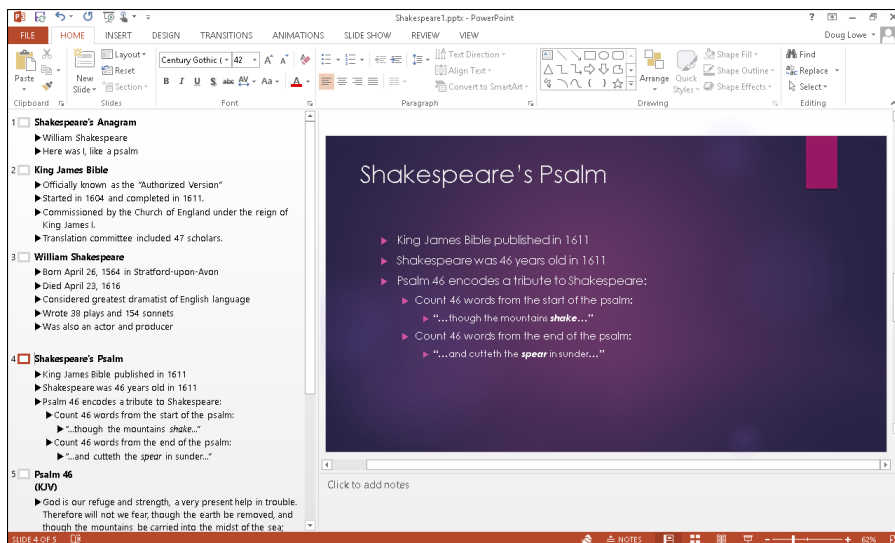 Shakespeare1.pptx - PowerPoint
?
Doug Lowe
FILE HOME INSERT DESIGN TRANSITIONS ANIMATIONS SLIDE SHOW REVIEW VIEW
Paste
New
Slide
Layout
Reset
Section
Century Gothic ( 42 A A
B I U S abc AV Aa A
Text Direction
Align Text
Convert to SmartArt
Arrange
Quick
Styles
Shape Fill
Shape Outline
Shape Effects
Find
Replace
Select
Clipboard Slides Font Paragraph Drawing Editing
1 Shakespeare's Anagram
William Shakespeare
Here was I, like a psalm
2 King James Bible
Officially known as the "Authorized Version"
Started in 1604 and completed in 1611.
Commissioned by the Church of England under the reign of
King James I.
Translation committee included 47 scholars.
3 William Shakespeare
Born April 26, 1564 in Stratford-upon-Avon
Died April 23, 1616
Considered greatest dramatist of English language
Wrote 38 plays and 154 sonnets
Was also an actor and producer
4 Shakespeare's Psalm
King James Bible published in 1611
Shakespeare was 46 years old in 1611
Psalm 46 encodes a tribute to Shakespeare:
Count 46 words from the start of the psalm:
"...though the mountains shake..."
Count 46 words from the end of the psalm:
"...and cutteth the spear in sunder..."
5 Psalm 46
(KJV)
God is our refuge and strength, a very present help in trouble.
Therefore will not we fear, though the earth be removed, and
though the mountains be carried into the midst of the sea;
Shakespeare's Psalm
King James Bible published in 1611
Shakespeare was 46 years old in 1611
Psalm 46 encodes a tribute to Shakespeare:
Count 46 words from the start of the psalm:
"...though the mountains shake..."
Count 46 words from the end of the psalm:
"...and cutteth the spear in sunder..."
Click to add notes
SLIDE 4 OF 5 NOTES 62%